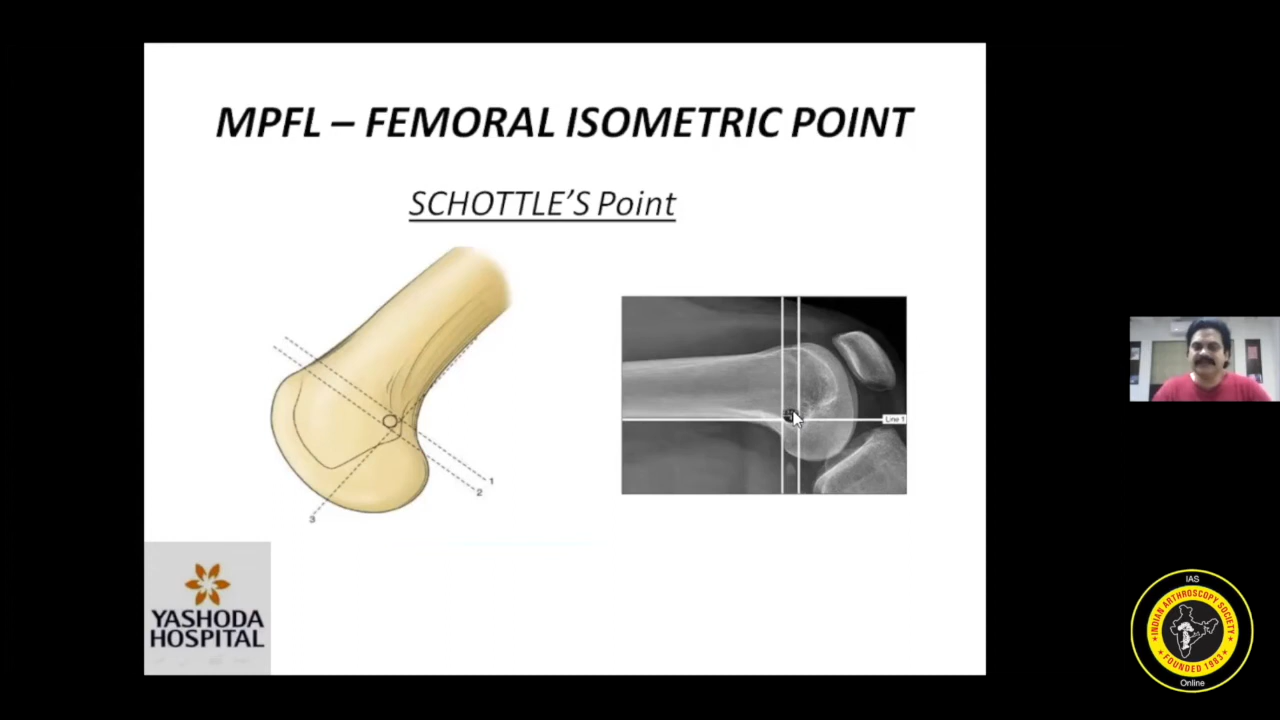 MPFL – FEMORAL ISOMETRIC POINT
SCHOTTLE’S Point
1
2
3
Line 1
YASHODA
HOSPITAL
IAS
INDIAN ARTHROSCOPY SOCIETY
FOUNDED 1983
Online